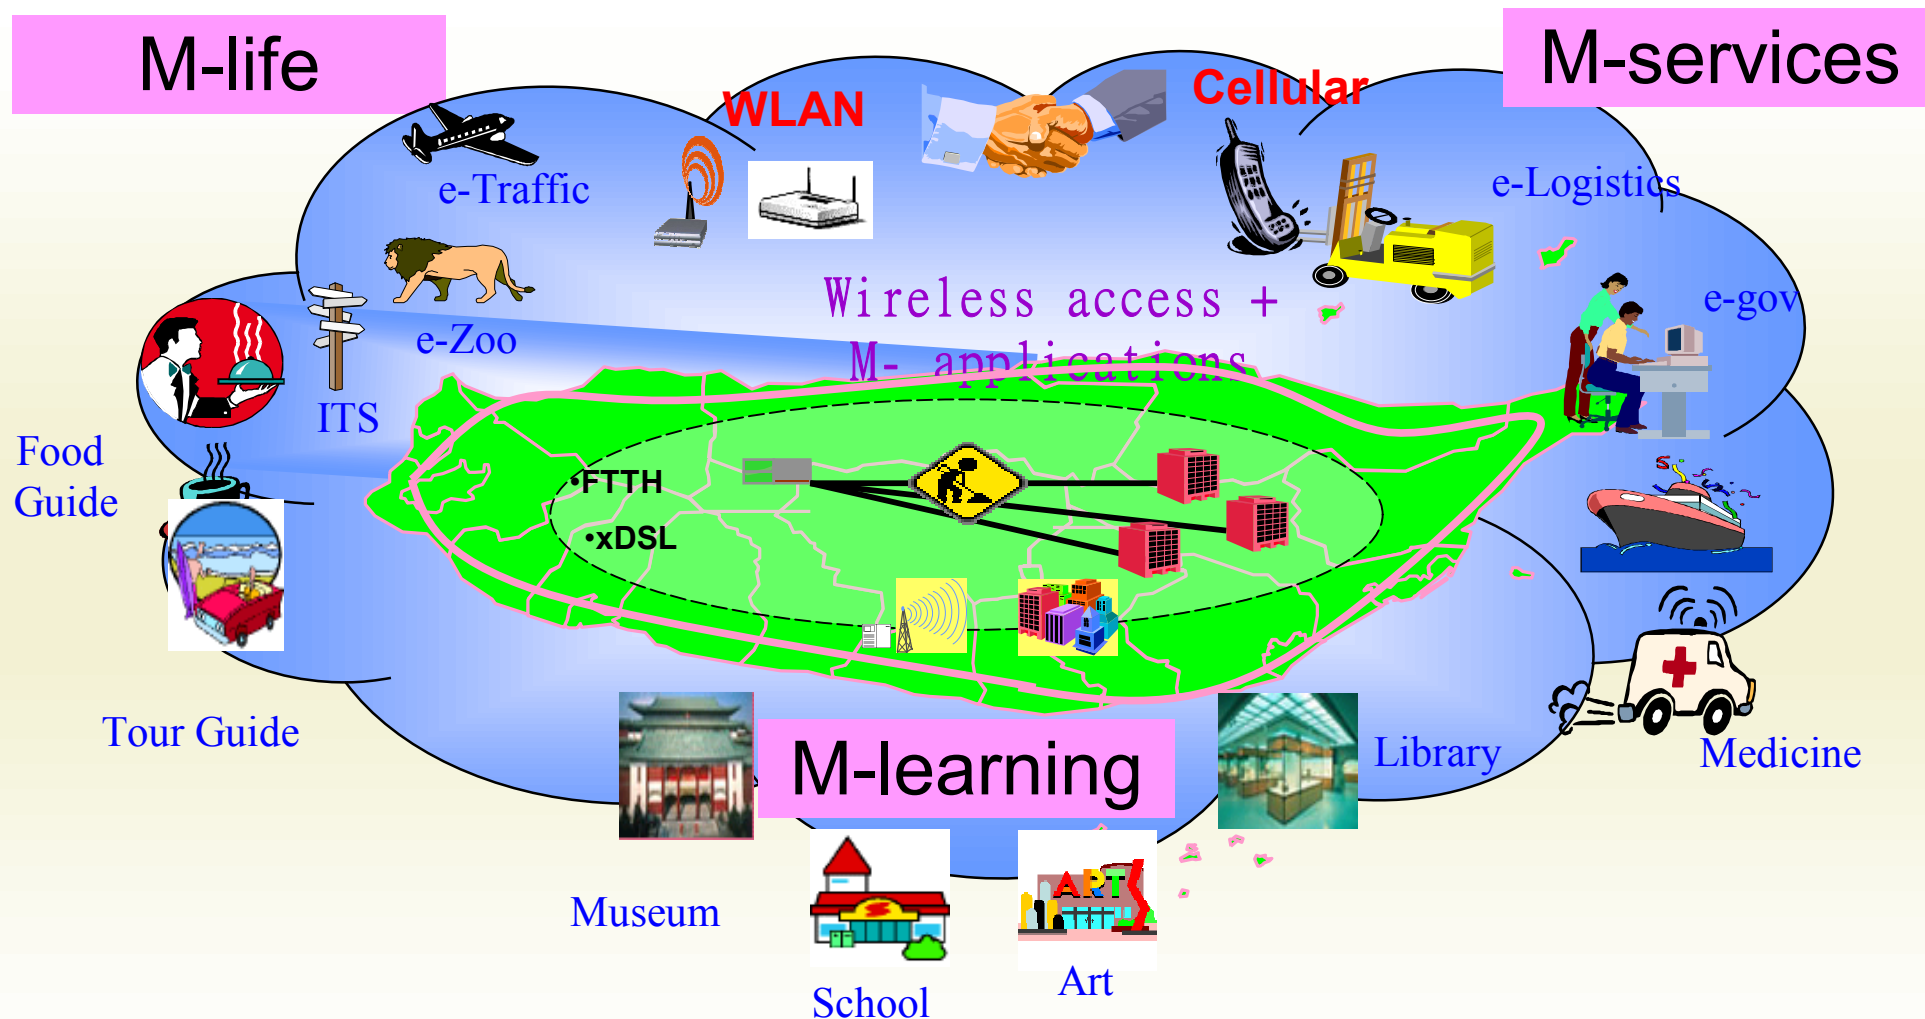 M-life
M-services
WLAN
Cellular
e-Traffic
e-Logistics
Wireless access +
M- applications
e-gov
e-Zoo
ITS
Food
Guide
•FTTH
•xDSL
Tour Guide
M-learning
Library
Medicine
Museum
ART
School
Art